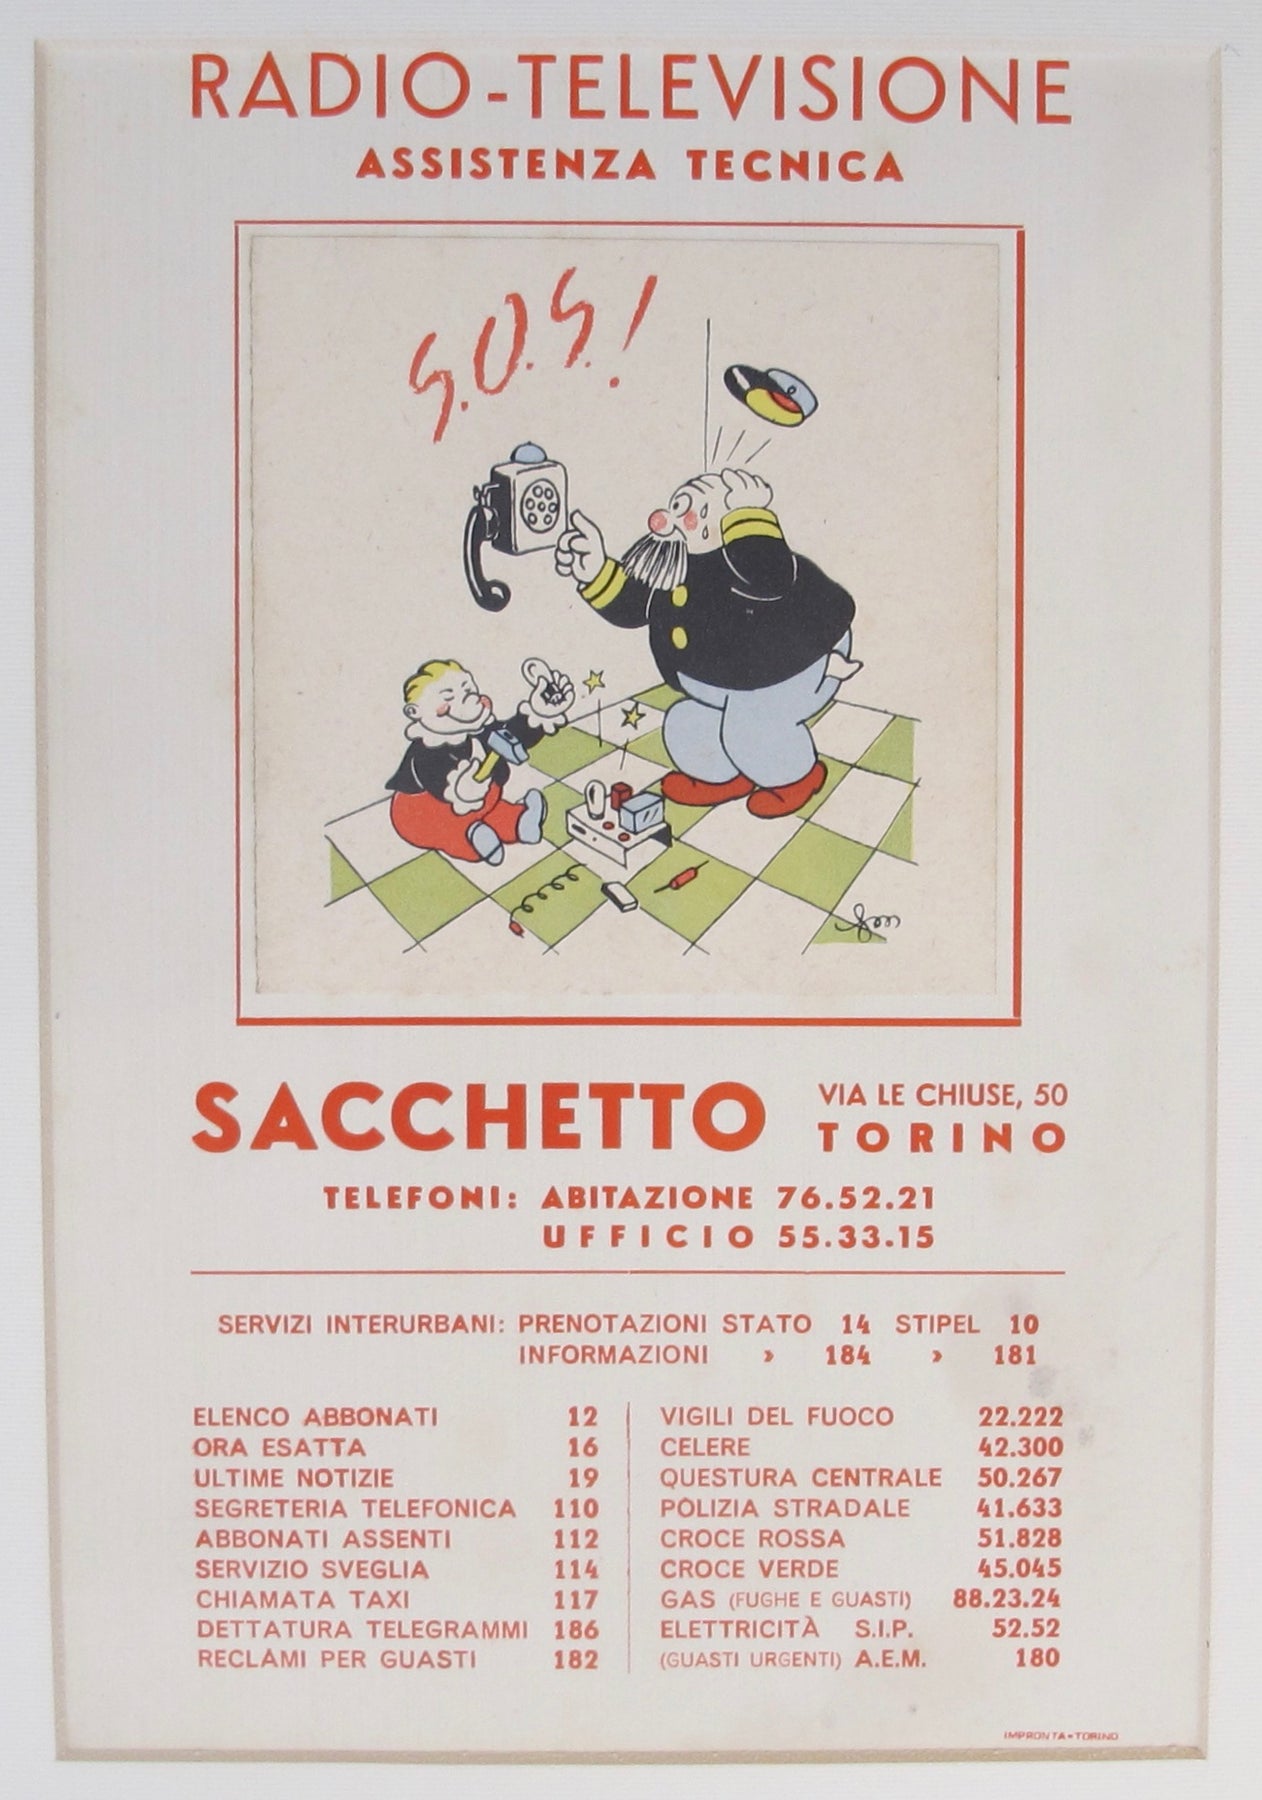 RADIO-TELEVISIONE
ASSISTENZA TECNICA
S.O.S.!
SACCHETTO
VIA LE CHIUSE, 50
TORINO
TELEFONI: ABITAZIONE 76.52.21
UFFICIO 55.33.15
SERVIZI INTERURBANI: PRENOTAZIONI STATO 14 STIPEL 10
INFORMAZIONI » 184 » 181
ELENCO ABBONATI 12
ORA ESATTA 16
ULTIME NOTIZIE 19
SEGRETERIA TELEFONICA 110
ABBONATI ASSENTI 112
SERVIZIO SVEGLIA 114
CHIAMATA TAXI 117
DETTATURA TELEGRAMMI 186
RECLAMI PER GUASTI 182
VIGILI DEL FUOCO 22.222
CELERE 42.300
QUESTURA CENTRALE 50.267
POLIZIA STRADALE 41.633
CROCE ROSSA 51.828
CROCE VERDE 45.045
GAS (FUGHE E GUASTI) 88.23.24
ELETTRICITÀ S.I.P. 52.52
(GUASTI URGENTI) A.E.M. 180
IMPRONTA-TORINO